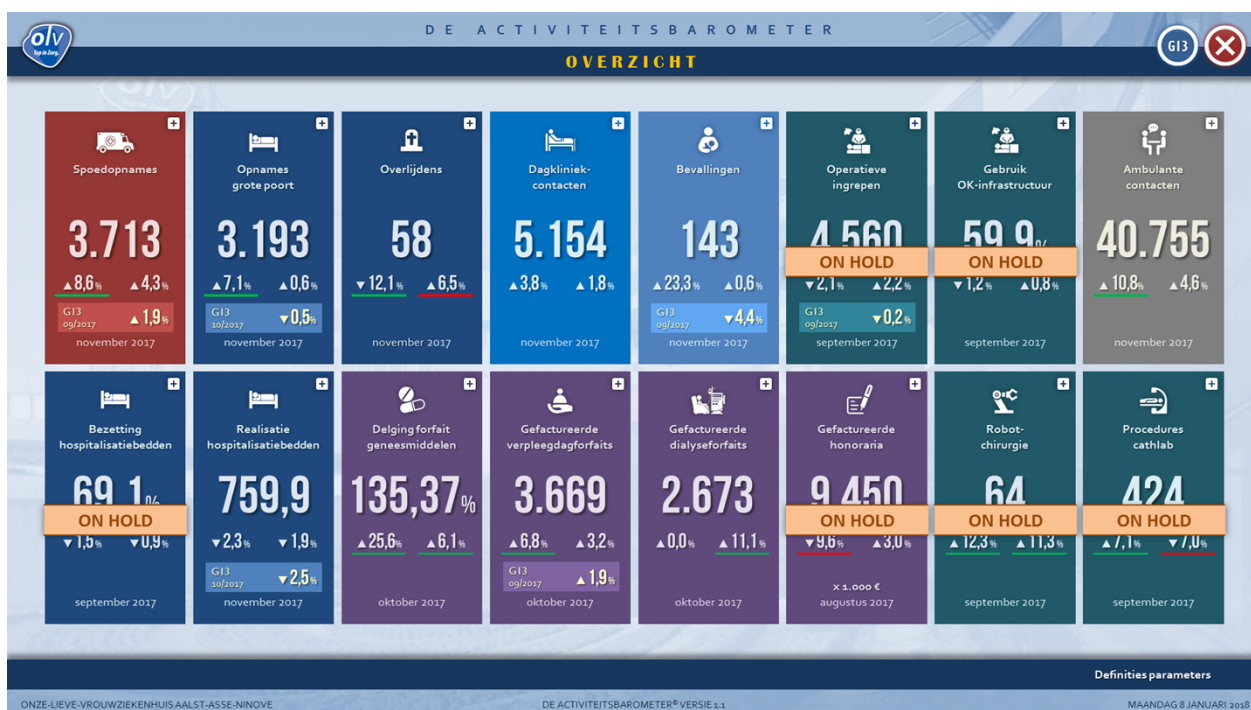 DE ACTIVITEITSBAROMETER
olv
Top in Zorg.
OVERZICHT
GI3
Spoedopnames
3.713
▲8,6% ▲4,3%
GI3
09/2017
▲1,9%
november 2017
Opnames
grote poort
3.193
▲7,1% ▲0,6%
GI3
10/2017
▼0,5%
november 2017
Overlijdens
58
▼12,1% ▲6,5%
november 2017
Dagkliniek-
contacten
5.154
▲3,8% ▲1,8%
november 2017
Bevallingen
143
▲23,3% ▲0,6%
GI3
09/2017
▼4,4%
november 2017
Operatieve
ingrepen
4.560
ON HOLD
▼2,1% ▲2,2%
GI3
09/2017
▼0,2%
september 2017
Gebruik
OK-infrastructuur
59,9%
ON HOLD
▼1,2% ▲0,8%
september 2017
Ambulante
contacten
40.755
▲10,8% ▲4,6%
november 2017
Bezetting
hospitalisatiebedden
69,1%
ON HOLD
▼1,5% ▼0,9%
september 2017
Realisatie
hospitalisatiebedden
759,9
▼2,3% ▼1,9%
GI3
10/2017
▼2,5%
november 2017
Delging forfait
geneesmiddelen
135,37%
▲25,6% ▲6,1%
oktober 2017
Gefactureerde
verpleegdagforfaits
3.669
▲6,8% ▲3,2%
GI3
09/2017
▲1,9%
oktober 2017
Gefactureerde
dialyseforfaits
2.673
▲0,0% ▲11,1%
oktober 2017
Gefactureerde
honoraria
9.450
ON HOLD
▼9,6% ▲3,0%
x 1.000 €
augustus 2017
Robot-
chirurgie
64
ON HOLD
▲12,3% ▲11,3%
september 2017
Procedures
cathlab
424
ON HOLD
▲7,1% ▼7,0%
september 2017
Definities parameters
ONZE-LIEVE-VROUWZIEKENHUIS AALST-ASSE-NINOVE
DE ACTIVITEITSBAROMETER® VERSIE 1.1
MAANDAG 8 JANUARI 2018